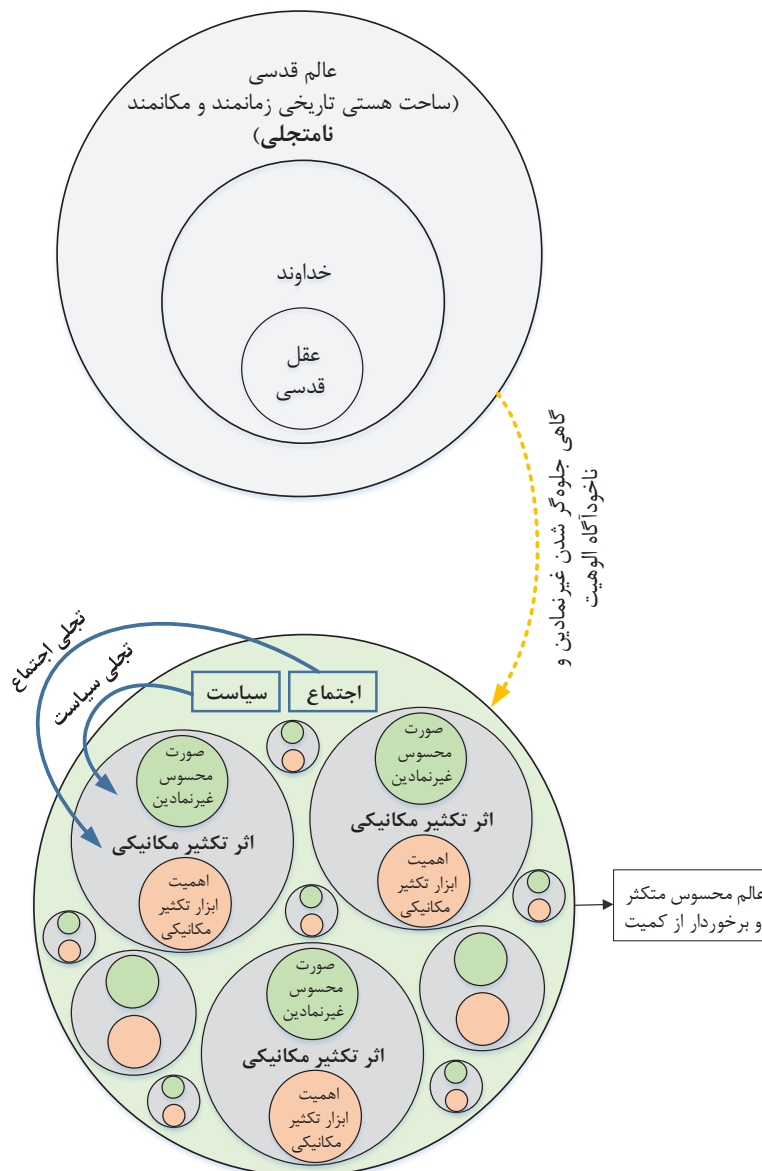 عالم قدسی
(ساحت هستی تاریخی زمانمند و مکانمند
نامتجلی)
خداوند
عقل
قدسی
گاهی جلوه‌گر شدن غیرنمادین و
ناخودآگاه الوهیت
تجلی اجتماع
تجلی سیاست
اجتماع
سیاست
صورت
محسوس
غیرنمادین
اثر تکثیر مکانیکی
اهمیت
ابزار تکثیر
مکانیکی
صورت
محسوس
غیرنمادین
اثر تکثیر مکانیکی
اهمیت
ابزار تکثیر
مکانیکی
عالم محسوس متکثر
و برخوردار از کمیت
صورت
محسوس
غیرنمادین
اثر تکثیر مکانیکی
اهمیت
ابزار تکثیر
مکانیکی